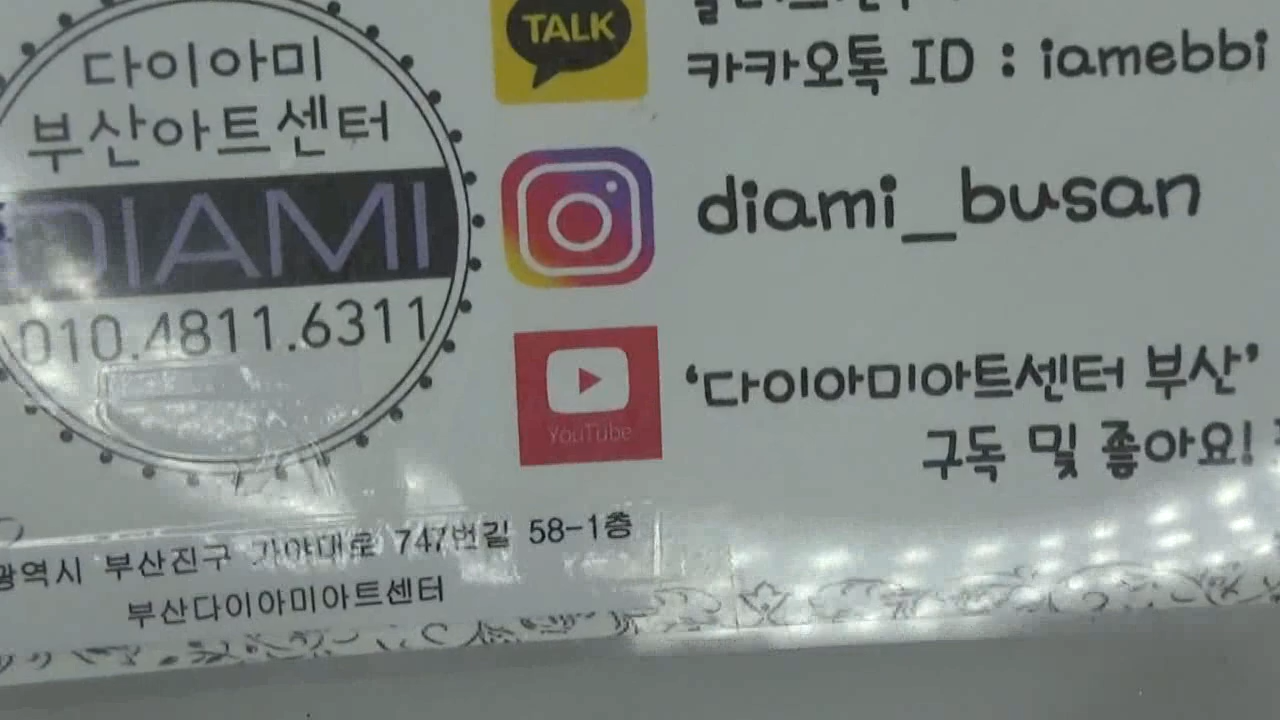 다이아미
부산아트센터
DIAMI
010.4811.6311
TALK
카카오톡 ID : iamebbi
diami_busan
YouTube
'다이아미아트센터 부산'
구독 및 좋아요!
광역시 부산진구 가야대로 747번길 58-1층
부산다이아미아트센터